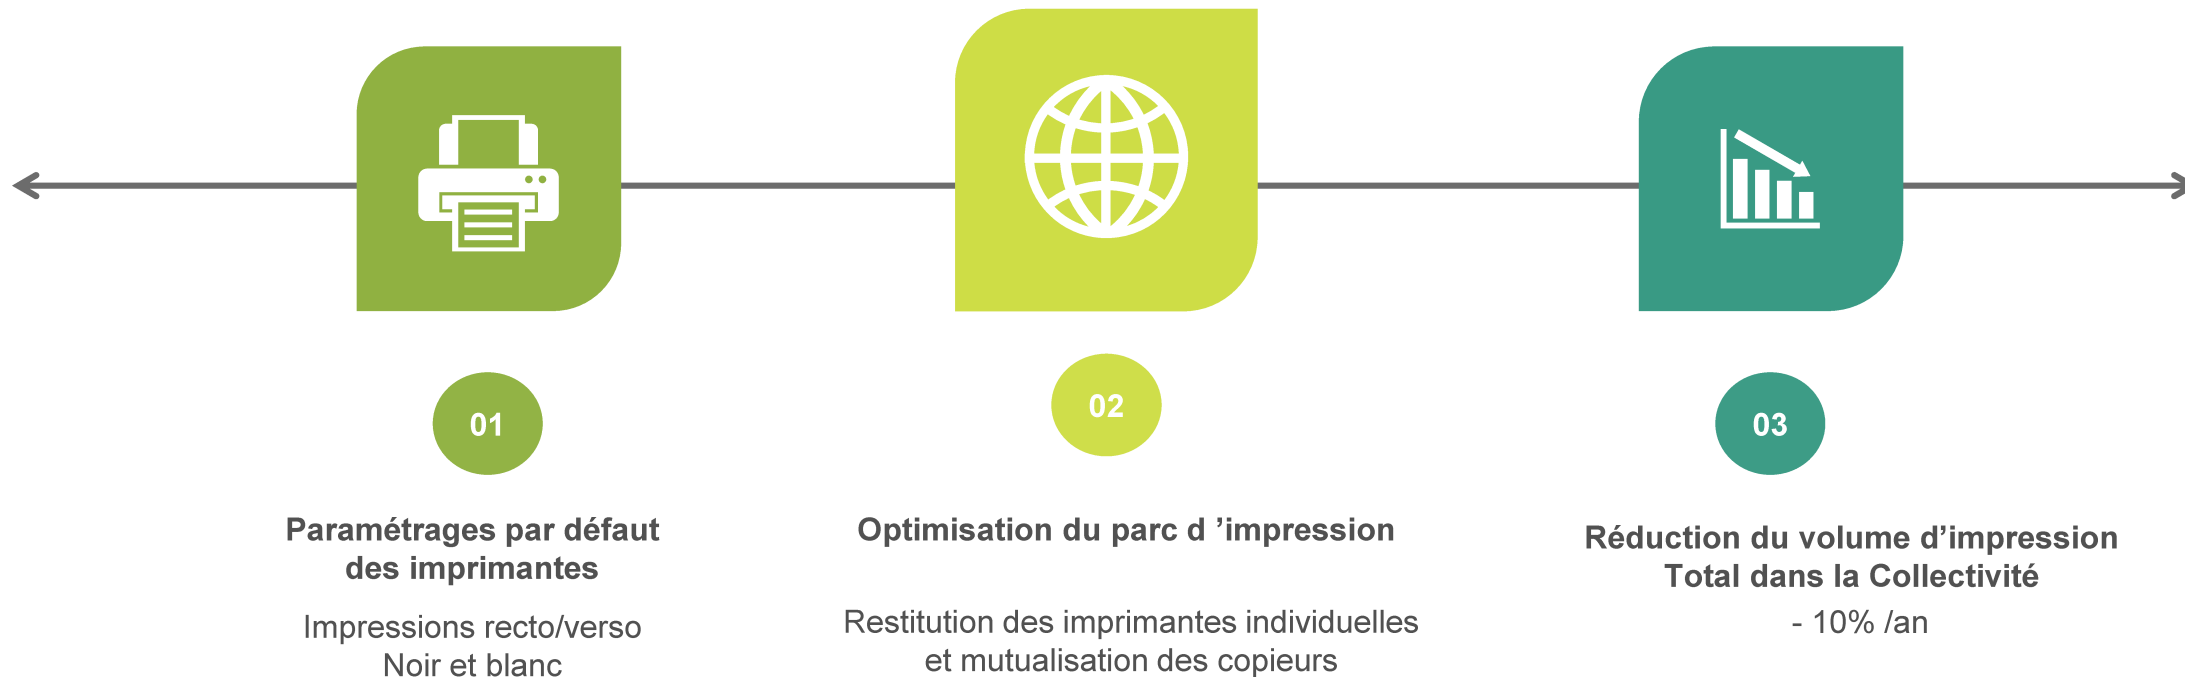 01
Paramétrages par défaut
des imprimantes
Impressions recto/verso
Noir et blanc
02
Optimisation du parc d ’impression
Restitution des imprimantes individuelles
et mutualisation des copieurs
03
Réduction du volume d’impression
Total dans la Collectivité
- 10% /an